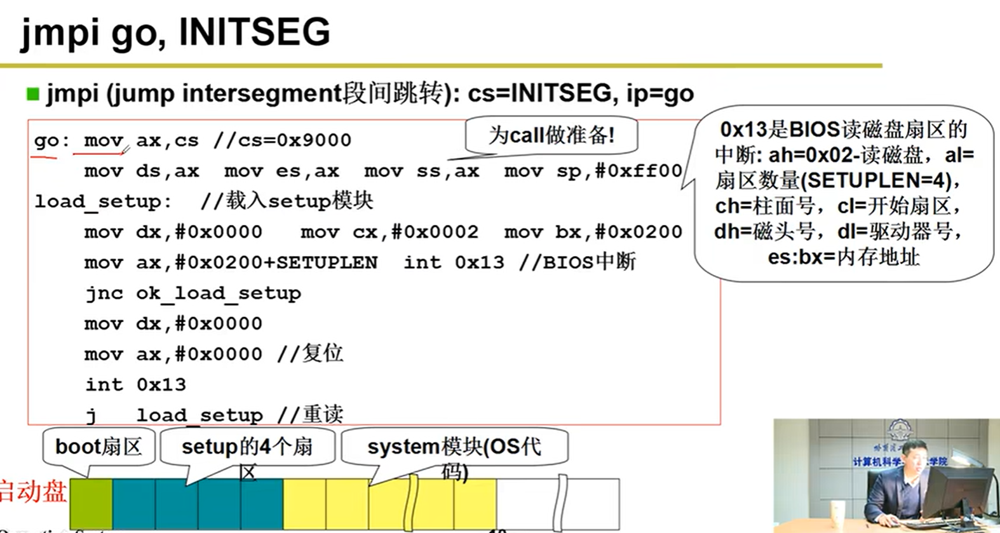 jmpi go, INITSEG
jmpi (jump intersegment段间跳转): cs=INITSEG, ip=go
go: mov ax,cs //cs=0x9000
为call做准备!
mov ds,ax mov es,ax mov ss,ax mov sp,#0xff00
load_setup: //载入setup模块
mov dx,#0x0000 mov cx,#0x0002 mov bx,#0x0200
mov ax,#0x0200+SETUPLEN int 0x13 //BIOS中断
jnc ok_load_setup
mov dx,#0x0000
mov ax,#0x0000 //复位
int 0x13
j load_setup //重读
0x13是BIOS读磁盘扇区的
中断: ah=0x02-读磁盘，al=
扇区数量(SETUPLEN=4)，
ch=柱面号，cl=开始扇区，
dh=磁头号，dl=驱动器号，
es:bx=内存地址
boot扇区
setup的4个扇
区
system模块(OS代
码)
启动盘
计算机科学
学院